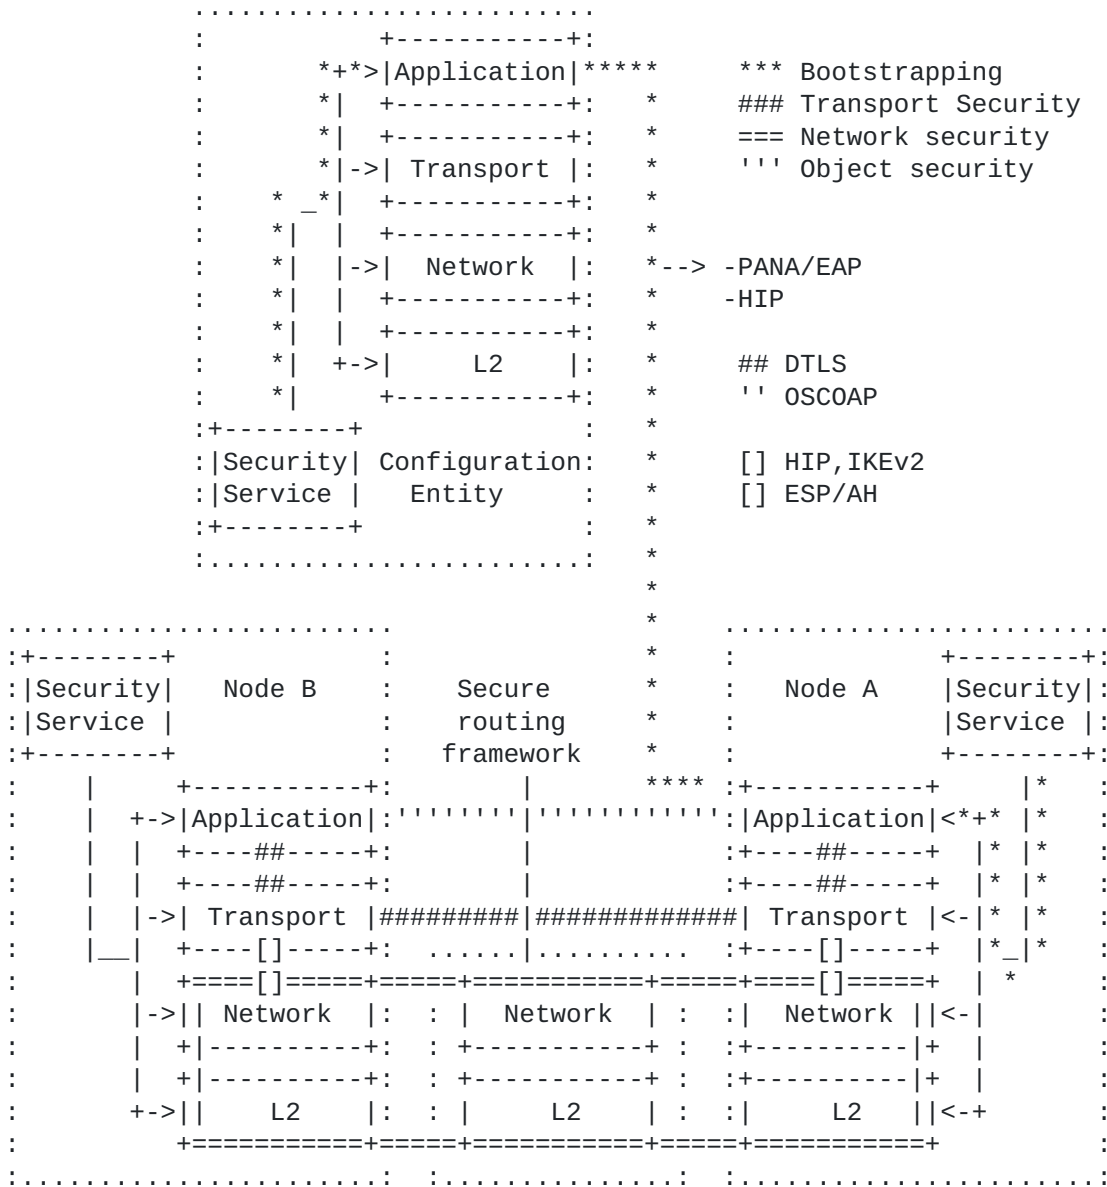 ..........................
:           +-----------+:
:       *+*>|Application|*****     *** Bootstrapping
:       *|  +-----------+:   *     ### Transport Security
:       *|  +-----------+:   *     === Network security
:       *|->| Transport |:   *     ''' Object security
:    * _*|  +-----------+:   *
:    *|  |  +-----------+:   *
:    *|  |->|  Network  |:   *--> -PANA/EAP
:    *|  |  +-----------+:   *    -HIP
:    *|  |  +-----------+:   *
:    *|  +->|     L2    |:   *     ## DTLS
:    *|     +-----------+:   *     '' OSCOAP
:+--------+              :   *
:|Security| Configuration:   *     [] HIP,IKEv2
:|Service |   Entity     :   *     [] ESP/AH
:+--------+              :   *
:........................:   *
*
.........................                *    .........................
:+--------+             :                *    :             +--------+:
:|Security|   Node B    :    Secure      *    :   Node A    |Security|:
:|Service |             :    routing     *    :             |Service |:
:+--------+             :   framework    *    :             +--------+:
:    |     +-----------+:        |       **** :+-----------+     |*   :
:    |  +->|Application|:''''''''|'''''''''''':|Application|<*+* |*   :
:    |  |  +----##-----+:        |            :+----##-----+  |* |*   :
:    |  |  +----##-----+:        |            :+----##-----+  |* |*   :
:    |  |->| Transport |#########|#############| Transport |<-|* |*   :
:    |__|  +----[]-----+:  ......|..........  :+----[]-----+  |*_|*   :
:       |  +====[]=====+=====+===========+=====+====[]=====+  | *     :
:       |->|| Network  |:  : |  Network  | :  :|  Network ||<-|       :
:       |  +|----------+:  : +-----------+ :  :+----------|+  |       :
:       |  +|----------+:  : +-----------+ :  :+----------|+  |       :
:       +->||    L2    |:  : |     L2    | :  :|     L2   ||<-+       :
:          +===========+=====+===========+=====+===========+          :
:.......................:  :...............:  :.......................: